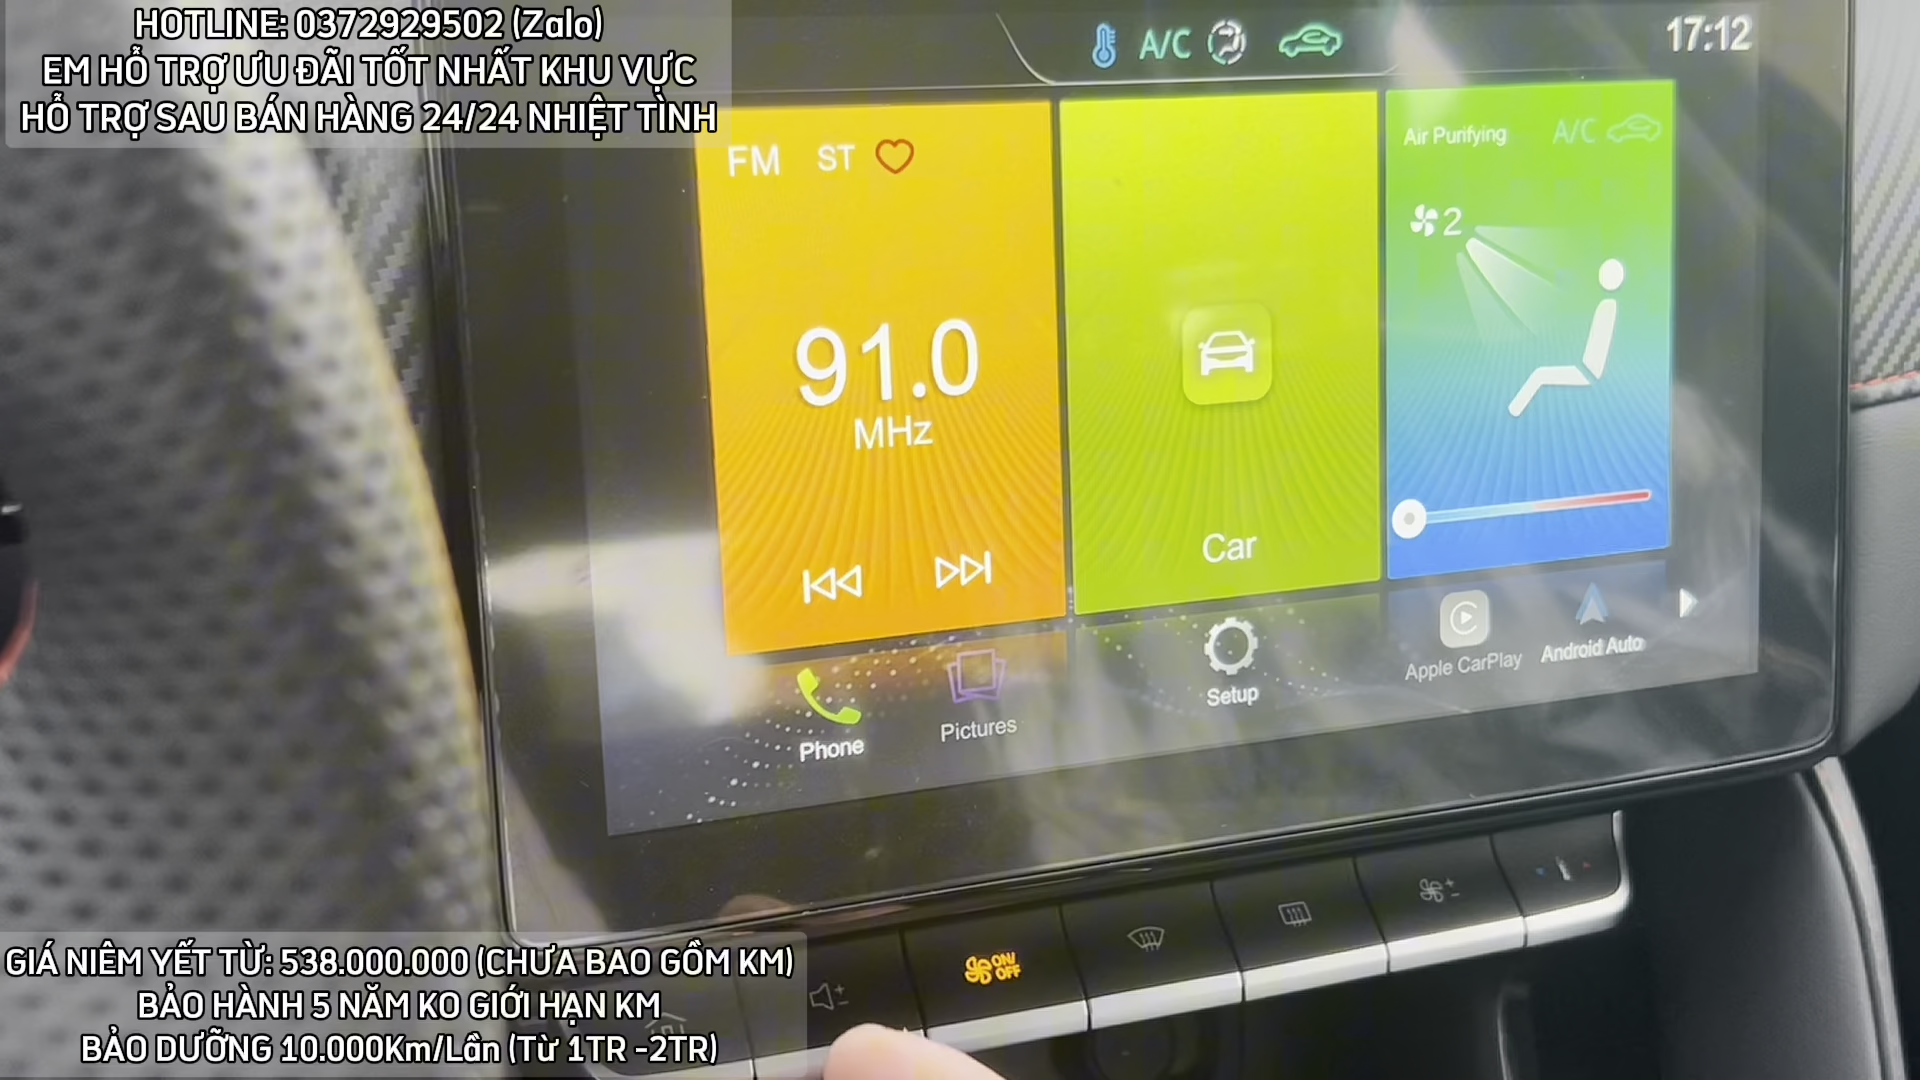 HOTLINE: 0372929502 (Zalo)
EM HỖ TRỢ ƯU ĐÃI TỐT NHẤT KHU VỰC
HỖ TRỢ SAU BÁN HÀNG 24/24 NHIỆT TÌNH
A/C
17:12
FM ST
91.0
MHz
Car
Air Purifying A/C
2
Phone
Pictures
Setup
Apple CarPlay
Android Auto
ON/OFF
GIÁ NIÊM YẾT TỪ: 538.000.000 (CHƯA BAO GỒM KM)
BẢO HÀNH 5 NĂM KO GIỚI HẠN KM
BẢO DƯỠNG 10.000Km/Lần (Từ 1TR -2TR)